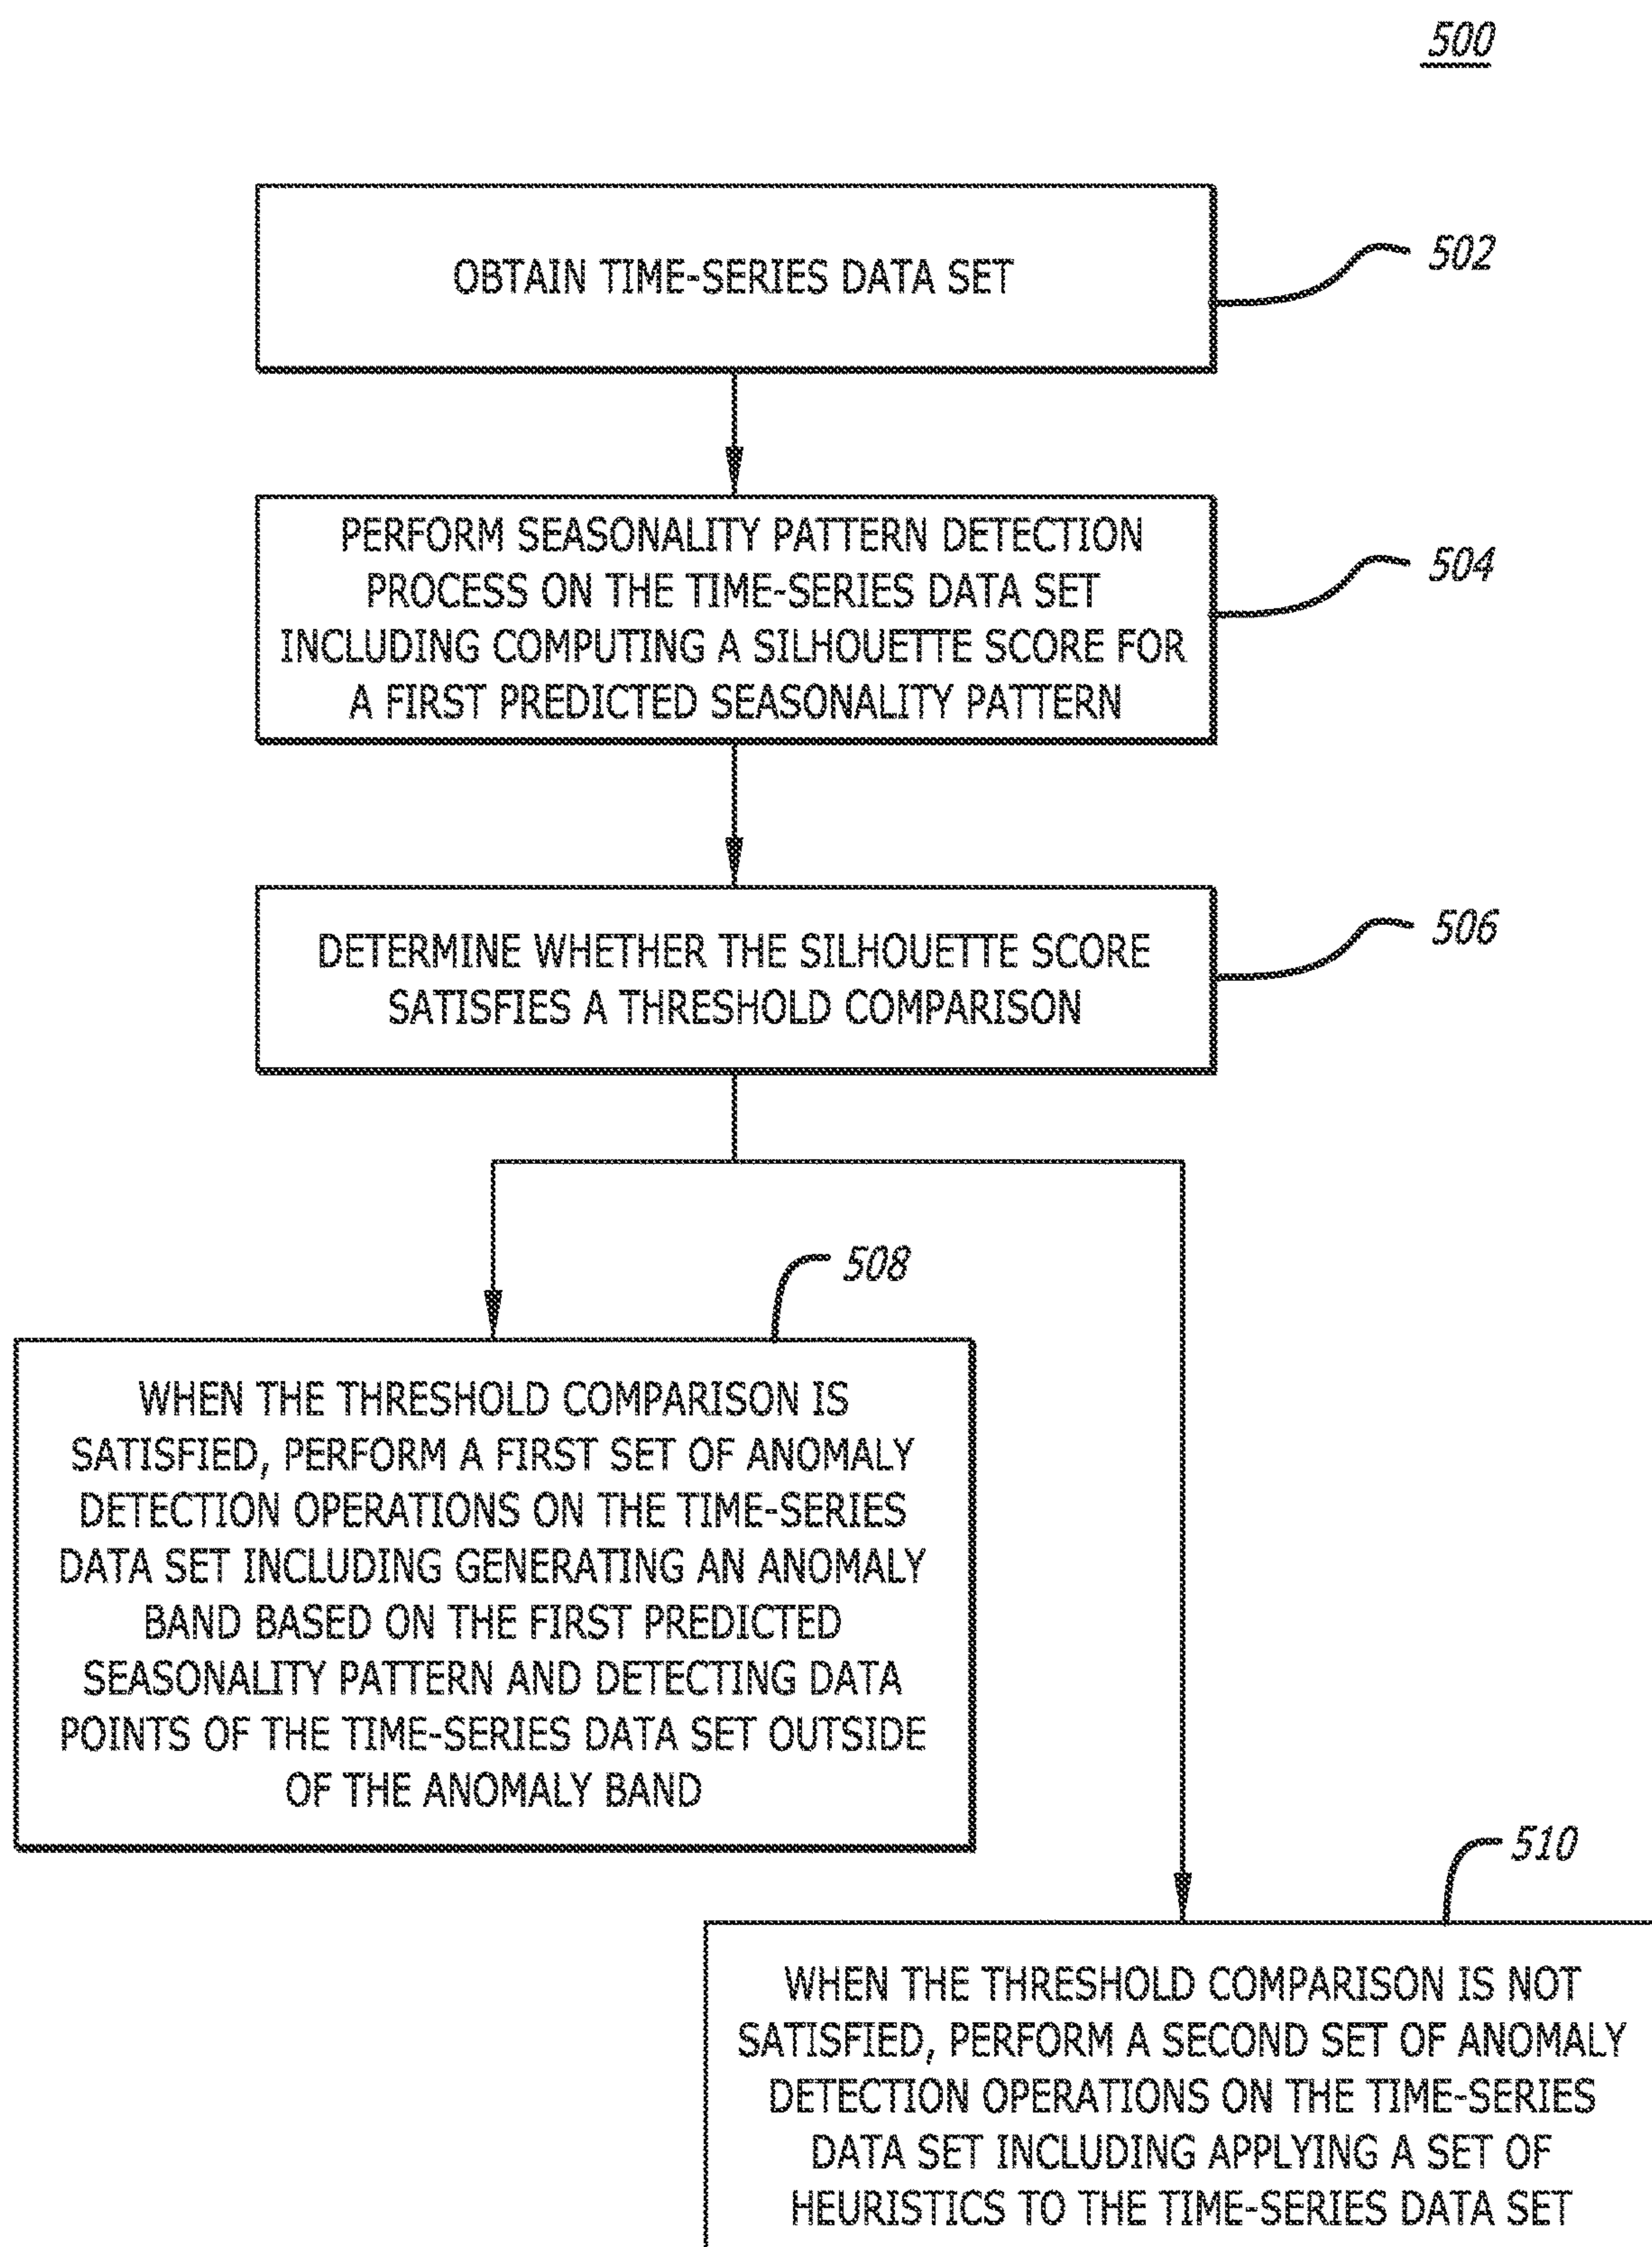 500
OBTAIN TIME-SERIES DATA SET
502
PERFORM SEASONALITY PATTERN DETECTION
PROCESS ON THE TIME-SERIES DATA SET
INCLUDING COMPUTING A SILHOUETTE SCORE FOR
A FIRST PREDICTED SEASONALITY PATTERN
504
DETERMINE WHETHER THE SILHOUETTE SCORE
SATISFIES A THRESHOLD COMPARISON
506
508
WHEN THE THRESHOLD COMPARISON IS
SATISFIED, PERFORM A FIRST SET OF ANOMALY
DETECTION OPERATIONS ON THE TIME-SERIES
DATA SET INCLUDING GENERATING AN ANOMALY
BAND BASED ON THE FIRST PREDICTED
SEASONALITY PATTERN AND DETECTING DATA
POINTS OF THE TIME-SERIES DATA SET OUTSIDE
OF THE ANOMALY BAND
510
WHEN THE THRESHOLD COMPARISON IS NOT
SATISFIED, PERFORM A SECOND SET OF ANOMALY
DETECTION OPERATIONS ON THE TIME-SERIES
DATA SET INCLUDING APPLYING A SET OF
HEURISTICS TO THE TIME-SERIES DATA SET